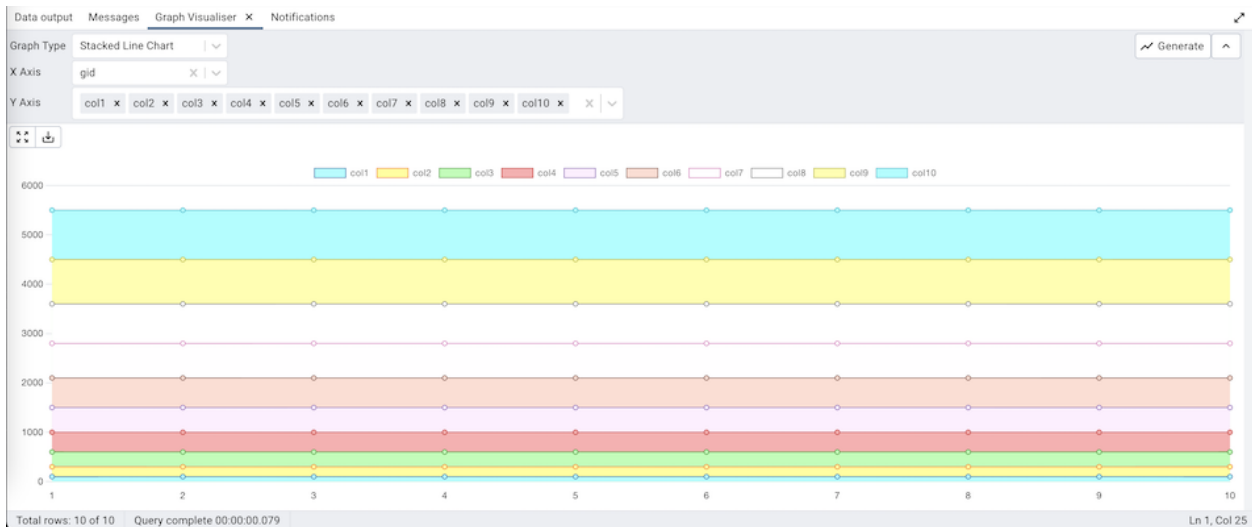 Data output Messages Graph Visualiser × Notifications
Graph Type Stacked Line Chart Generate
X Axis gid ×
Y Axis col1 × col2 × col3 × col4 × col5 × col6 × col7 × col8 × col9 × col10 × ×
col1 col2 col3 col4 col5 col6 col7 col8 col9 col10
6000
5000
4000
3000
2000
1000
0
1 2 3 4 5 6 7 8 9 10
Total rows: 10 of 10 Query complete 00:00:00.079 Ln 1, Col 25